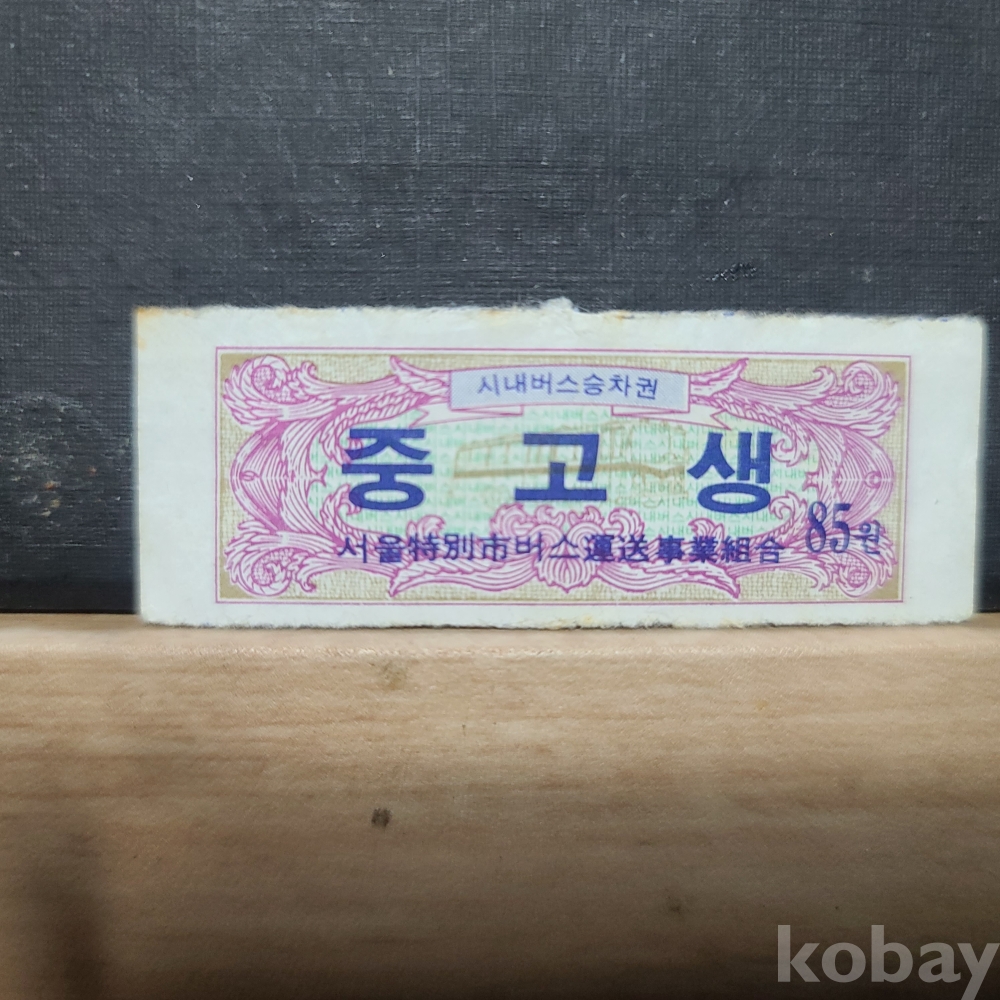 시내버스승차권
중 고 생
85원
서울特別市버스運送事業組合
kobay